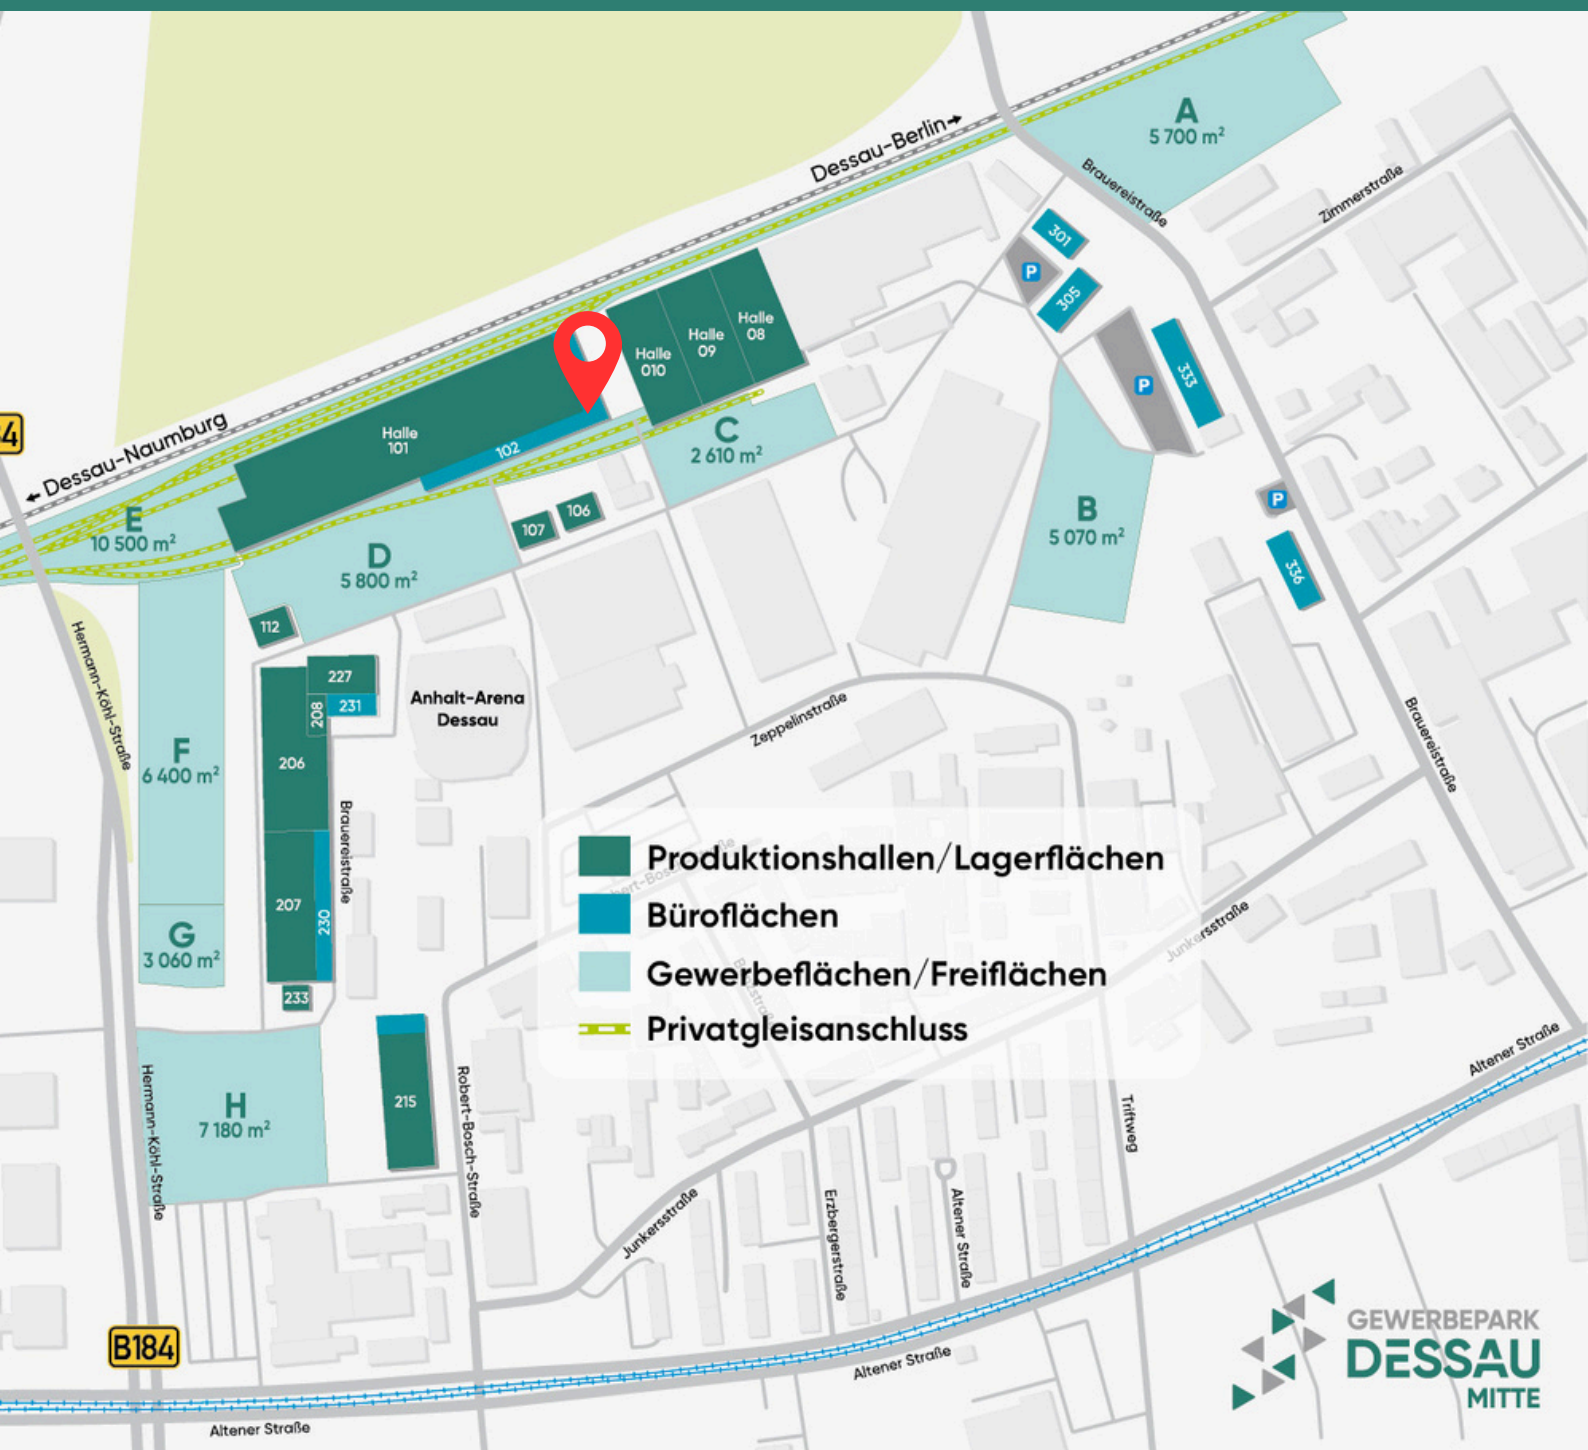 A
5 700 m²
Dessau-Berlin
Brauereistraße
Zimmerstraße
301
P
305
Halle
08
Halle
09
Halle
010
333
P
Dessau-Naumburg
Halle
101
102
C
2 610 m²
P
B
5 070 m²
336
E
10 500 m²
107
106
D
5 800 m²
112
Hermann-Köhl-Straße
227
208
231
Anhalt-Arena
Dessau
Zeppelinstraße
Brauereistraße
F
6 400 m²
206
Brauereistraße
207
230
G
3 060 m²
233
Produktionshallen/Lagerflächen
Büroflächen
Gewerbeflächen/Freiflächen
Privatgleisanschluss
Junkersstraße
Altener Straße
H
7 180 m²
215
Hermann-Köhl-Straße
Robert-Bosch-Straße
Triftweg
Junkersstraße
Erzbergerstraße
Altener Straße
B184
Altener Straße
Altener Straße
GEWERBEPARK
DESSAU
MITTE